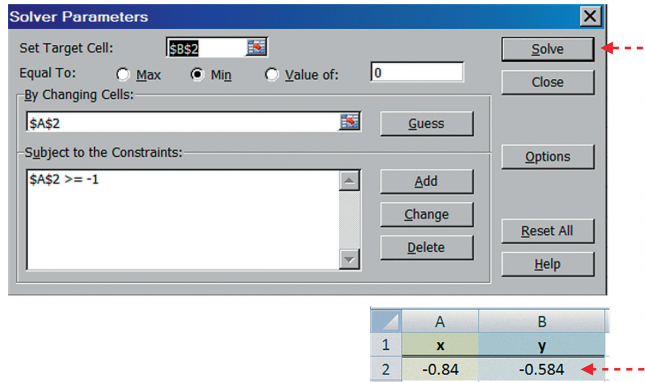 Solver Parameters
Set Target Cell: $B$2 Solve
Equal To: Max Min Value of: 0 Close
By Changing Cells:
$A$2 Guess
Subject to the Constraints: Options
$A$2 >= -1 Add
Change Reset All
Delete Help
A B
1 x y
2 -0.84 -0.584